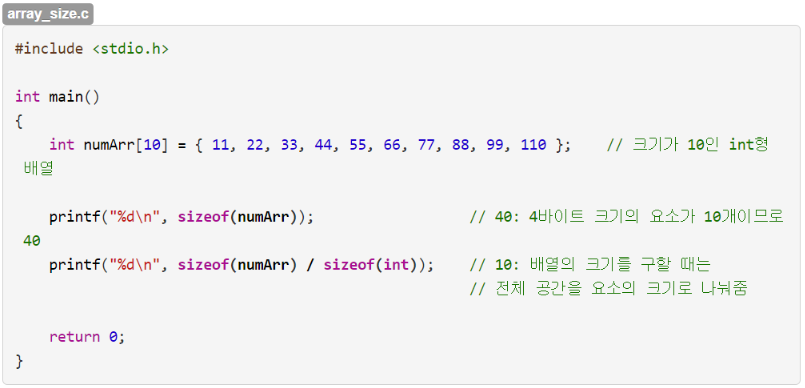 array_size.c
#include <stdio.h>
int main()
{
    int numArr[10] = { 11, 22, 33, 44, 55, 66, 77, 88, 99, 110 };    // 크기가 10인 int형
 배열
    printf("%d\n", sizeof(numArr));                  // 40: 4바이트 크기의 요소가 10개이므로
 40
    printf("%d\n", sizeof(numArr) / sizeof(int));    // 10: 배열의 크기를 구할 때는
                                                     // 전체 공간을 요소의 크기로 나눠줌
    return 0;
}